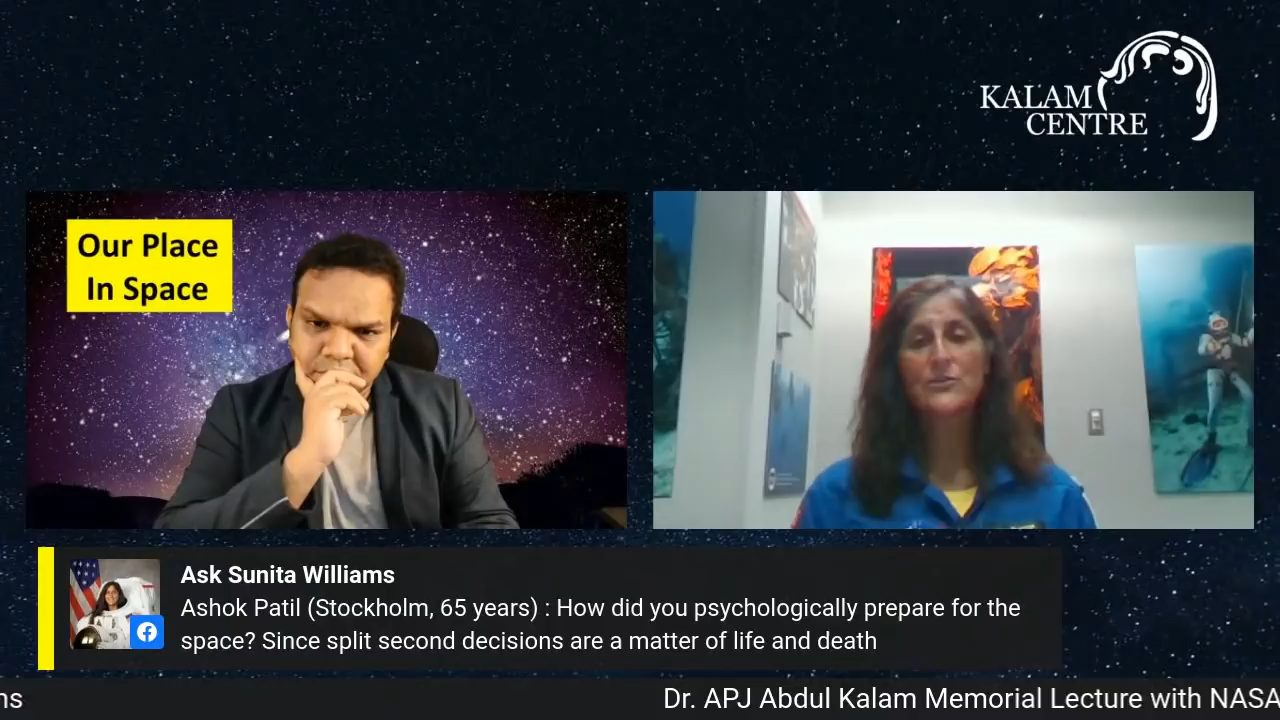 KALAM
CENTRE
Our Place
In Space
Ask Sunita Williams
Ashok Patil (Stockholm, 65 years) : How did you psychologically prepare for the
space? Since split second decisions are a matter of life and death
ns
Dr. APJ Abdul Kalam Memorial Lecture with NASA